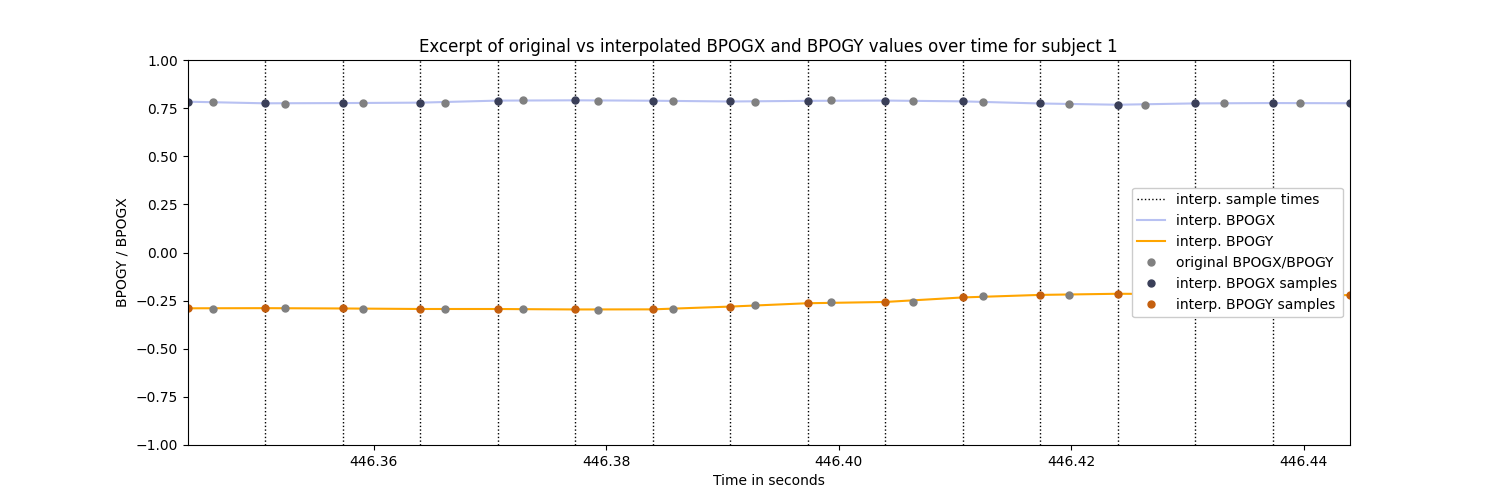 Excerpt of original vs interpolated BPOGX and BPOGY values over time for subject 1
1.00
0.75
0.50
0.25
0.00
−0.25
−0.50
−0.75
−1.00
BPOGY / BPOGX
interp. sample times
interp. BPOGX
interp. BPOGY
original BPOGX/BPOGY
interp. BPOGX samples
interp. BPOGY samples
446.36
446.38
446.40
446.42
446.44
Time in seconds